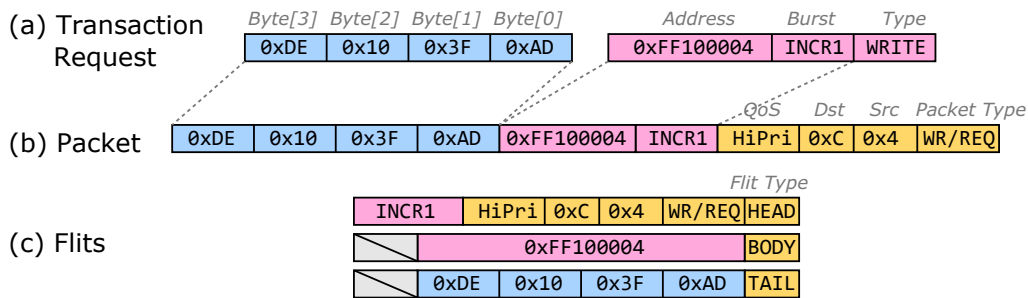 Byte[3] Byte[2] Byte[1] Byte[0] Address Burst Type
(a) Transaction Request
0xDE 0x10 0x3F 0xAD 0xFF100004 INCR1 WRITE
QoS Dst Src Packet Type
(b) Packet 0xDE 0x10 0x3F 0xAD 0xFF100004 INCR1 HiPri 0xC 0x4 WR/REQ
Flit Type
INCR1 HiPri 0xC 0x4 WR/REQ HEAD
(c) Flits 0xFF100004 BODY
0xDE 0x10 0x3F 0xAD TAIL